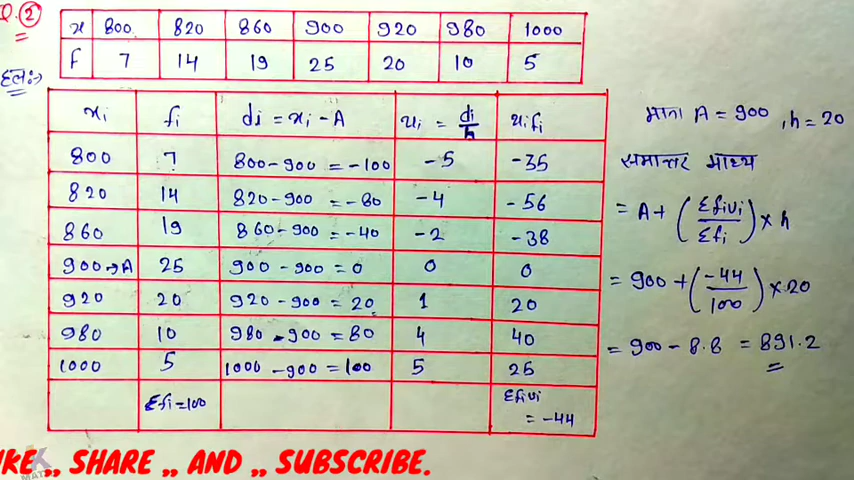 Q.②
x 800 820 860 900 920 980 1000
f 7 14 19 25 20 10 5
हल:→
xi fi di = xi - A ui = di/h uifi
800 7 800-900 = -100 -5 -35
820 14 820-900 = -80 -4 -56
860 19 860-900 = -40 -2 -38
900→A 25 900-900 = 0 0 0
920 20 920-900 = 20 1 20
980 10 980-900 = 80 4 40
1000 5 1000-900 = 100 5 25
Σfi=100 Σfiui = -44
माना A = 900, h = 20
समान्तर माध्य
= A + (Σfiui/Σfi) × h
= 900 + (-44/100) × 20
= 900 - 8.8 = 891.2
IKE ,, SHARE ,, AND ,, SUBSCRIBE.